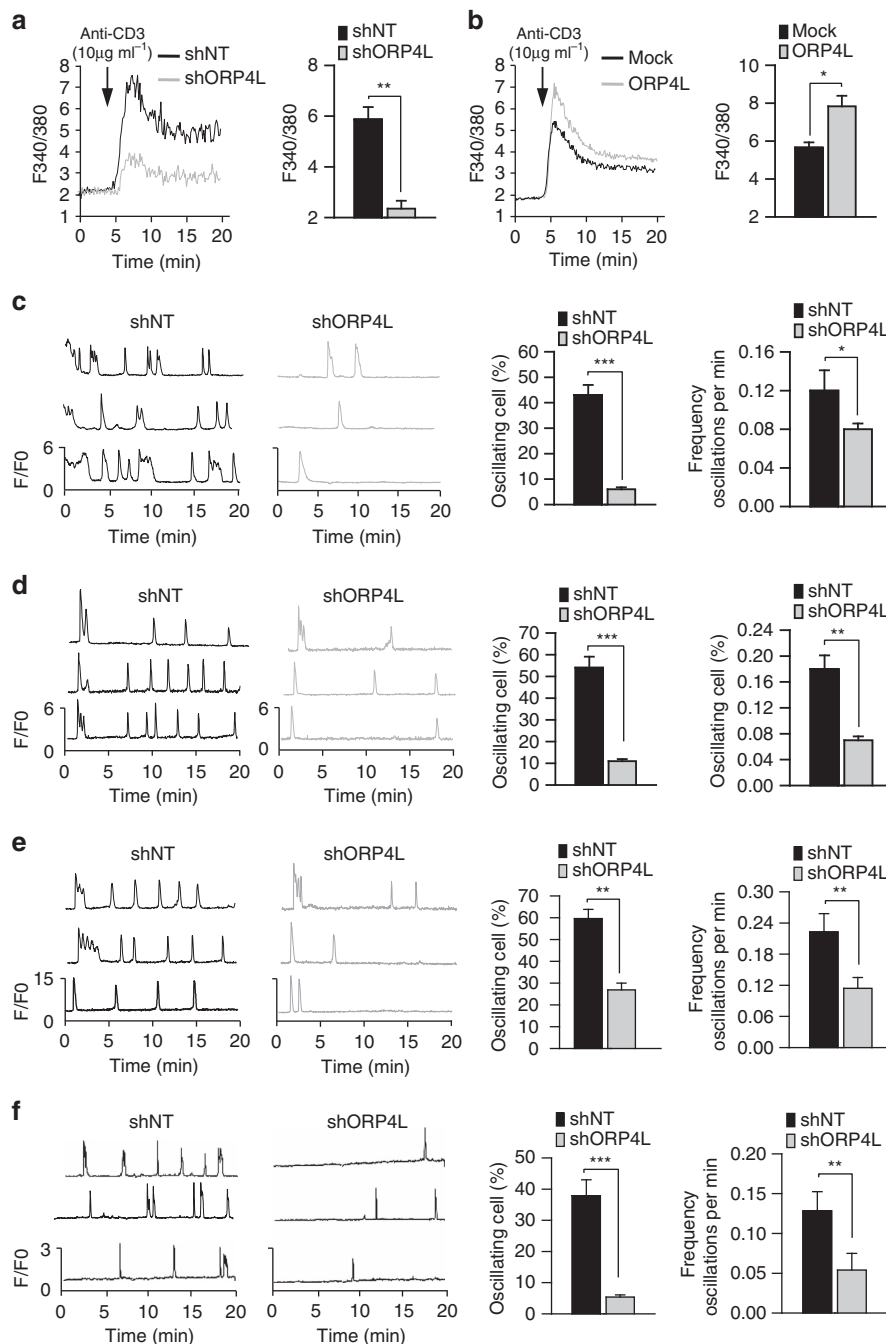 a
Anti-CD3
(10µg ml⁻¹)
shNT
shORP4L
F340/380
8
7
6
5
4
3
2
1
0 5 10 15 20
Time (min)
shNT
shORP4L
F340/380
8
6
4
2
**
b
Anti-CD3
(10µg ml⁻¹)
Mock
ORP4L
F340/380
8
7
6
5
4
3
2
1
0 5 10 15 20
Time (min)
Mock
ORP4L
F340/380
10
8
6
4
2
*
c
shNT
F/F0
6
0
0 5 10 15 20
Time (min)
shORP4L
0 5 10 15 20
Time (min)
shNT
shORP4L
Oscillating cell (%)
60
50
40
30
20
10
0
***
shNT
shORP4L
Frequency
oscillations per min
0.16
0.12
0.08
0.04
0.00
*
d
shNT
F/F0
6
0
0 5 10 15 20
Time (min)
shORP4L
6
0
0 5 10 15 20
Time (min)
shNT
shORP4L
Oscillating cell (%)
70
60
50
40
30
20
10
0
***
shNT
shORP4L
Oscillating cell (%)
0.24
0.20
0.16
0.12
0.08
0.04
0.00
**
e
shNT
F/F0
15
0
0 5 10 15 20
Time (min)
shORP4L
0 5 10 15 20
Time (min)
shNT
shORP4L
Oscillating cell (%)
70
60
50
40
30
20
10
0
**
shNT
shORP4L
Frequency
oscillations per min
0.30
0.24
0.18
0.12
0.06
0.00
**
f
shNT
F/F0
3
0
0 5 10 15 20
Time (min)
shORP4L
0 5 10 15 20
Time (min)
shNT
shORP4L
Oscillating cell (%)
50
40
30
20
10
0
***
shNT
shORP4L
Frequency
oscillations per min
0.20
0.15
0.10
0.05
0.00
**